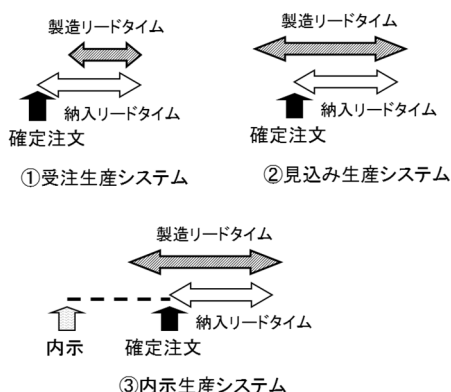 製造リードタイム
納入リードタイム
確定注文
①受注生産システム
製造リードタイム
納入リードタイム
確定注文
②見込み生産システム
製造リードタイム
納入リードタイム
内示
確定注文
③内示生産システム